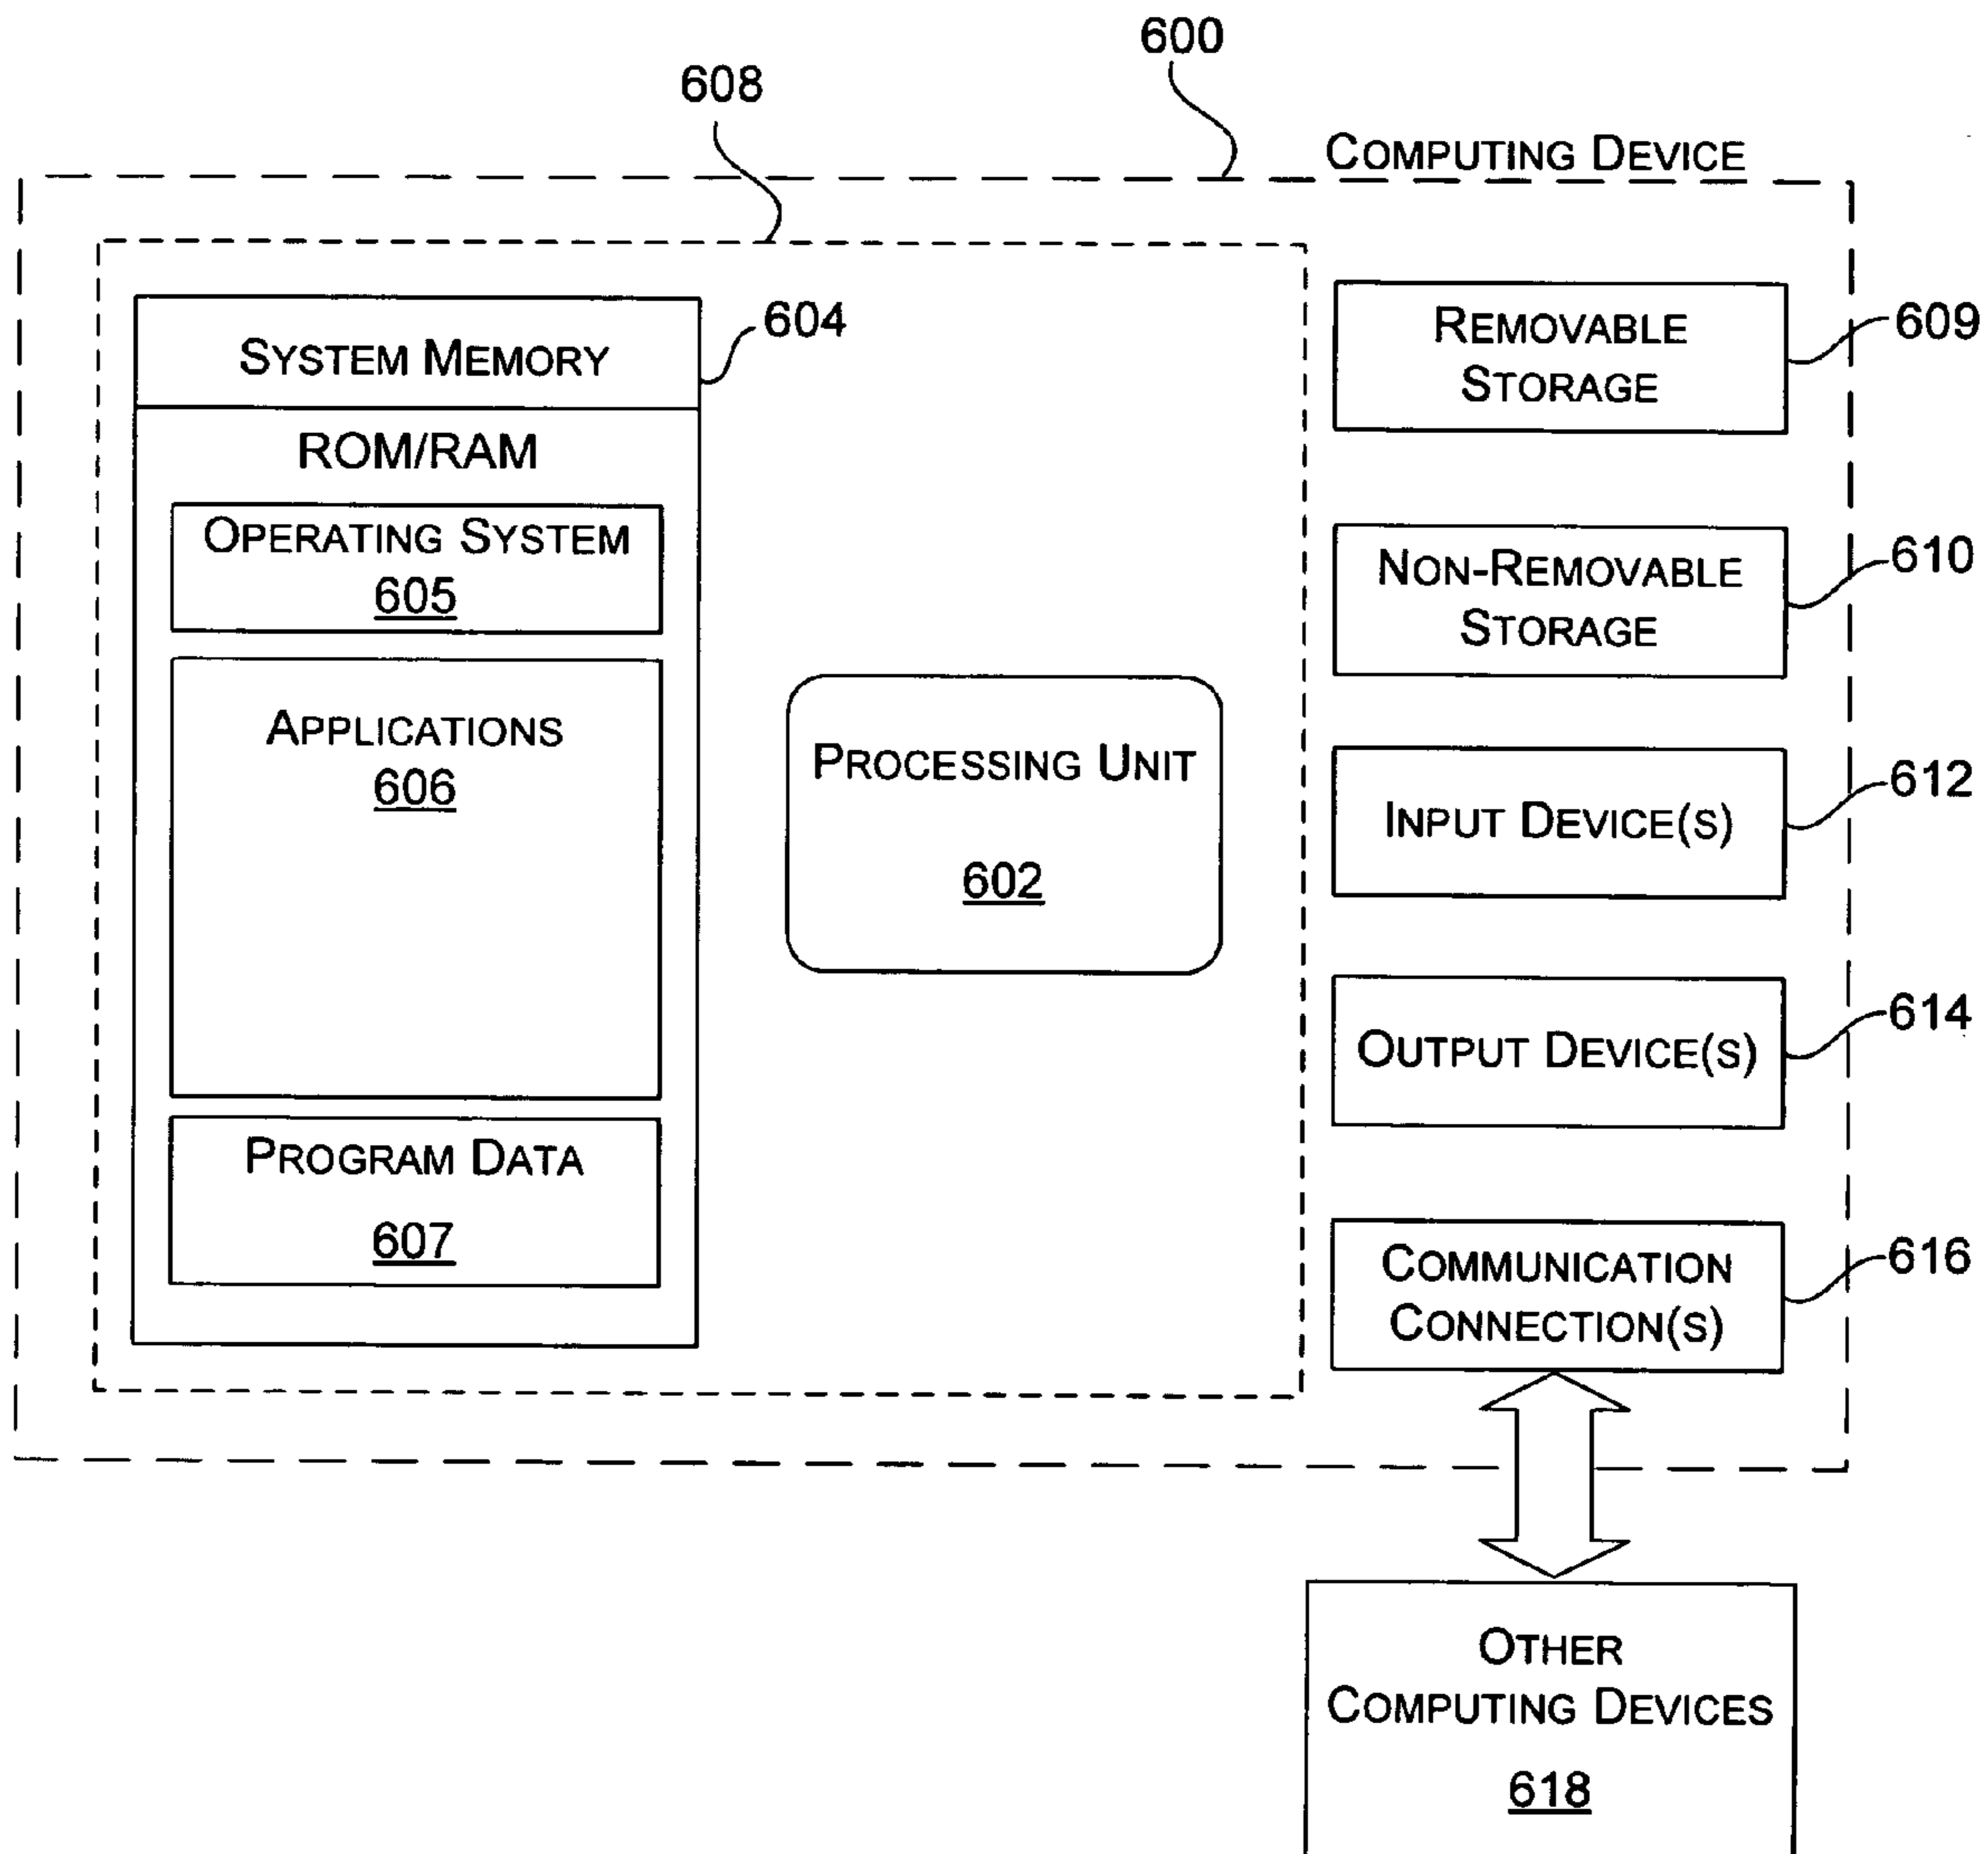 600
608
COMPUTING DEVICE
604
SYSTEM MEMORY
ROM/RAM
OPERATING SYSTEM
605
APPLICATIONS
606
PROGRAM DATA
607
PROCESSING UNIT
602
REMOVABLE
STORAGE
609
NON-REMOVABLE
STORAGE
610
INPUT DEVICE(S)
612
OUTPUT DEVICE(S)
614
COMMUNICATION
CONNECTION(S)
616
OTHER
COMPUTING DEVICES
618